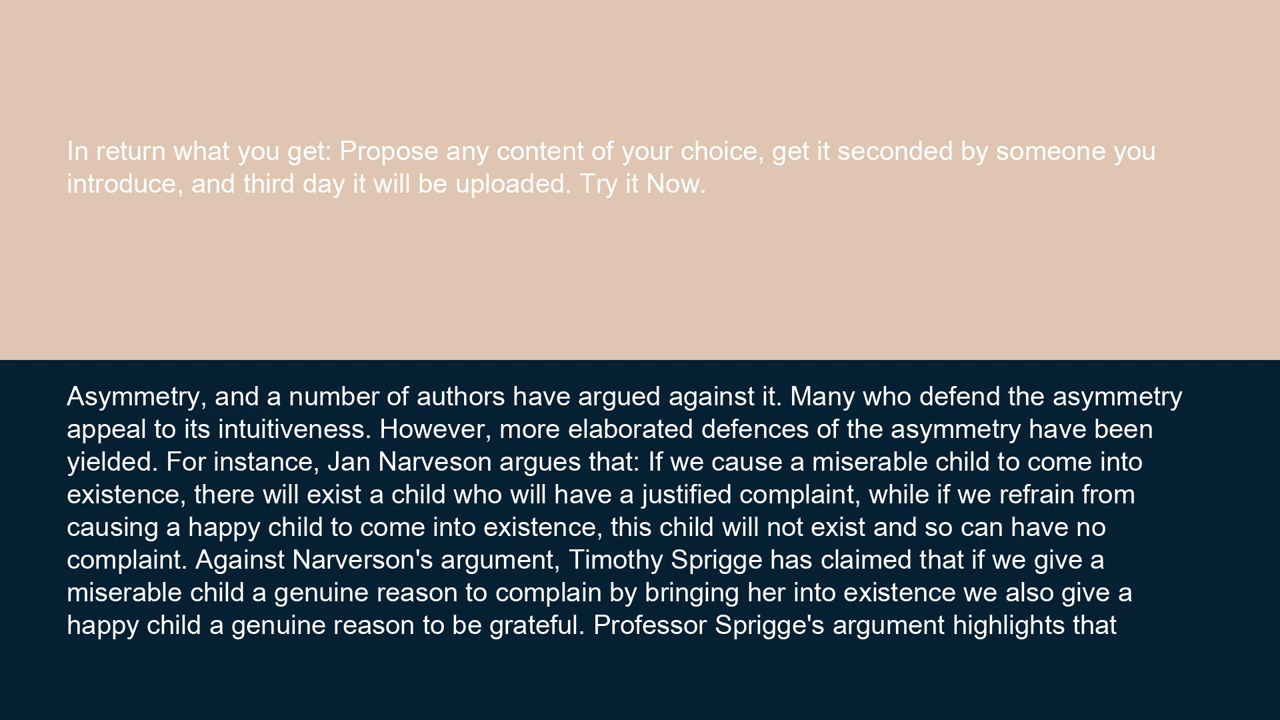 In return what you get: Propose any content of your choice, get it seconded by someone you
introduce, and third day it will be uploaded. Try it Now.
Asymmetry, and a number of authors have argued against it. Many who defend the asymmetry
appeal to its intuitiveness. However, more elaborated defences of the asymmetry have been
yielded. For instance, Jan Narveson argues that: If we cause a miserable child to come into
existence, there will exist a child who will have a justified complaint, while if we refrain from
causing a happy child to come into existence, this child will not exist and so can have no
complaint. Against Narverson's argument, Timothy Sprigge has claimed that if we give a
miserable child a genuine reason to complain by bringing her into existence we also give a
happy child a genuine reason to be grateful. Professor Sprigge's argument highlights that